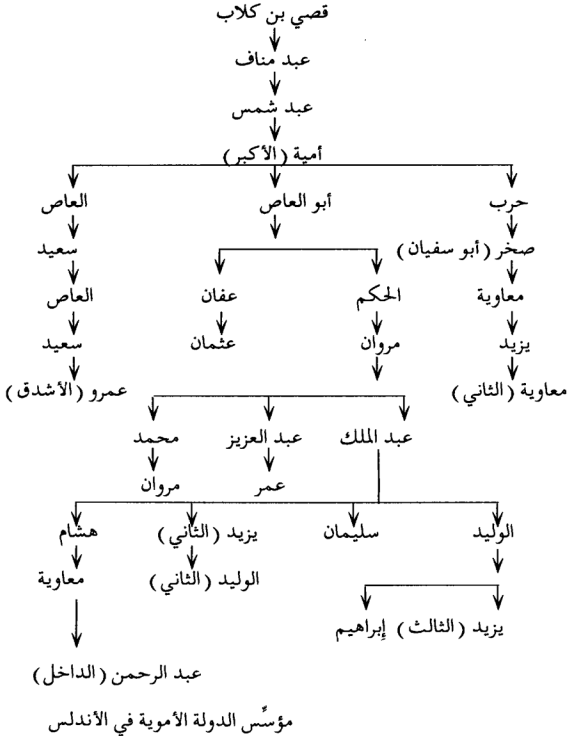 قصي بن كلاب
عبد مناف
عبد شمس
أمية (الأكبر)
حرب أبو العاص العاص
صخر (أبو سفيان) سعيد
معاوية الحكم عفان العاص
يزيد مروان عثمان سعيد
معاوية (الثاني) عمرو (الأشدق)
عبد الملك عبد العزيز محمد
عمر مروان
الوليد سليمان يزيد (الثاني) هشام
الوليد (الثاني) معاوية
يزيد (الثالث) إبراهيم
عبد الرحمن (الداخل)
مؤسِّس الدولة الأموية في الأندلس